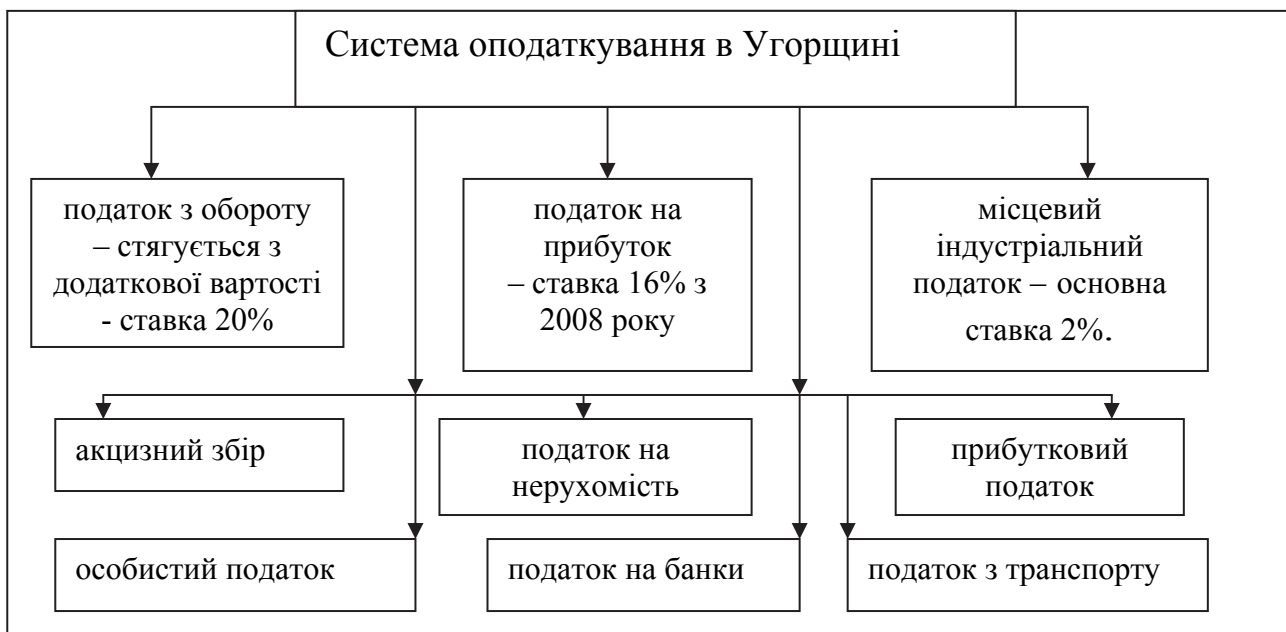 Система оподаткування в Угорщині
податок з обороту
– стягується з
додаткової вартості
- ставка 20%
податок на
прибуток
– ставка 16% з
2008 року
місцевий
індустріальний
податок – основна
ставка 2%.
акцизний збір
податок на
нерухомість
прибутковий
податок
особистий податок
податок на банки
податок з транспорту